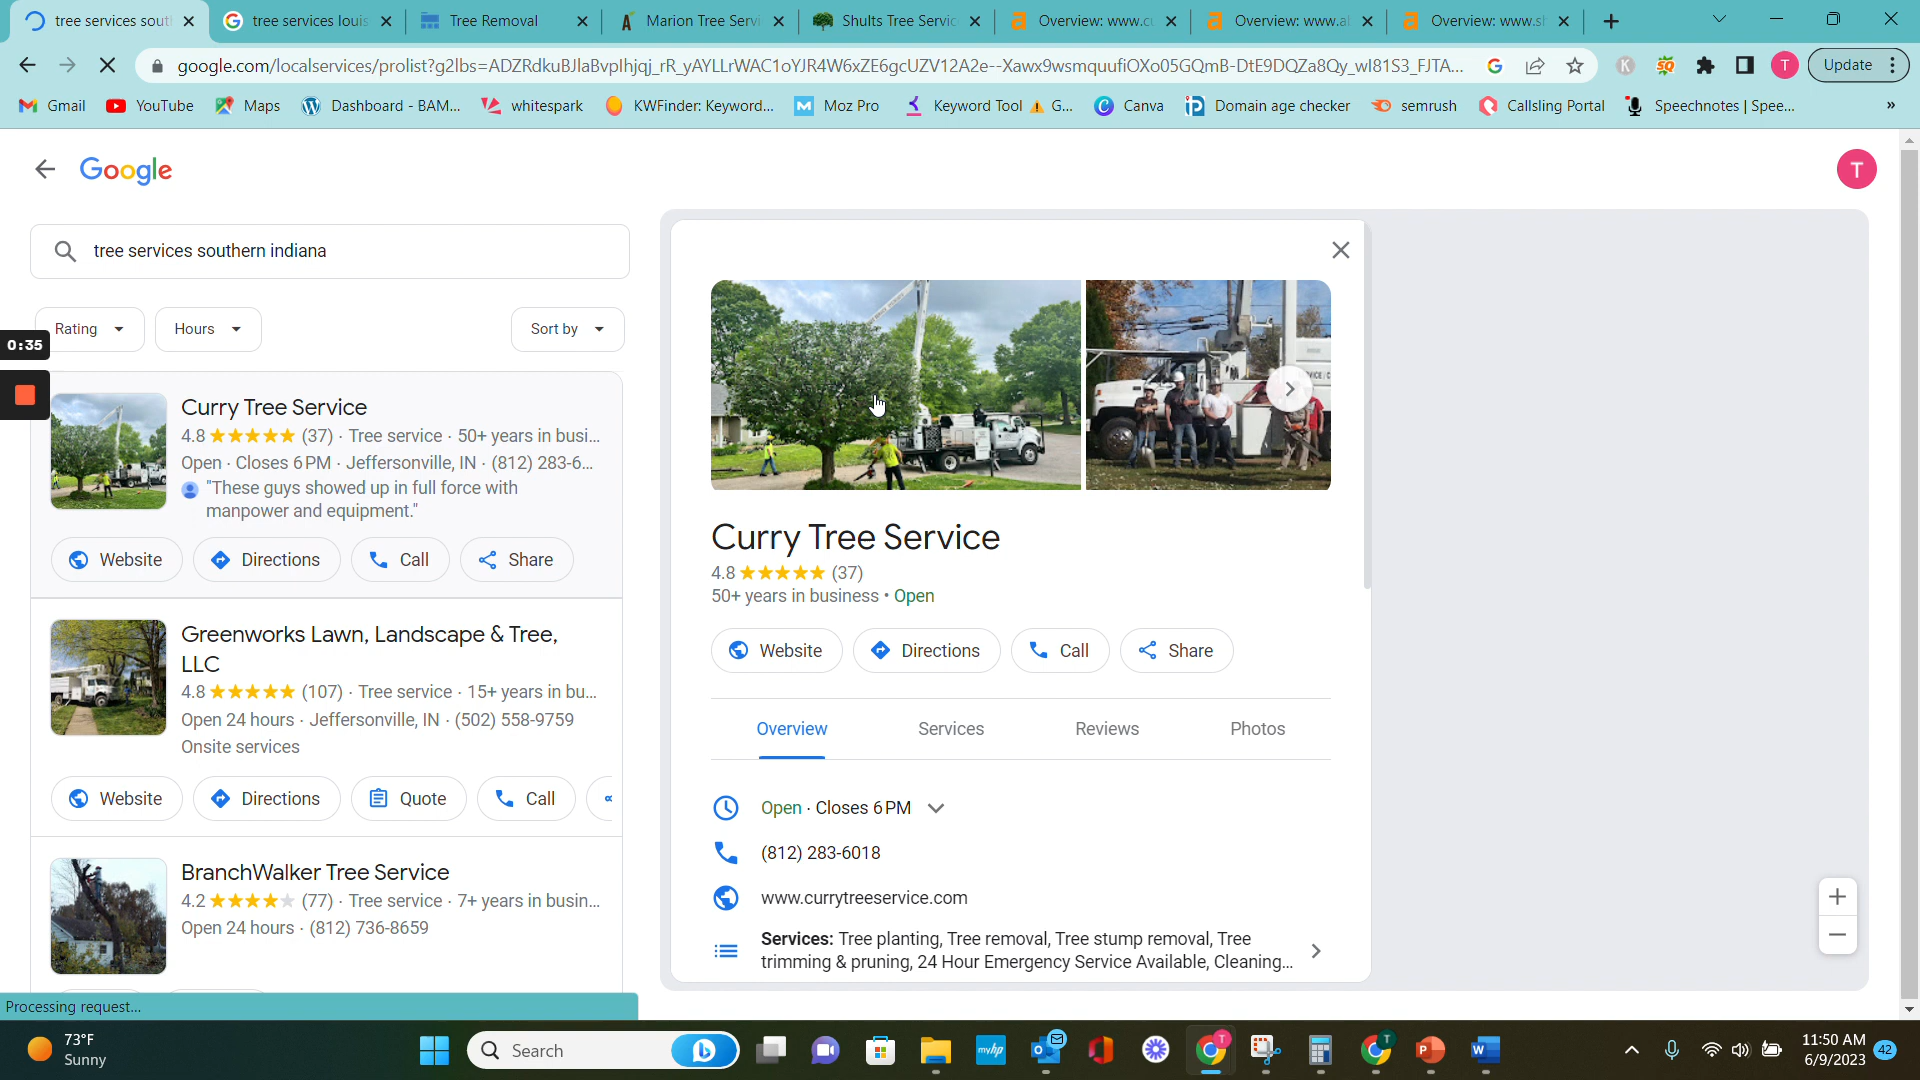 tree services sout
tree services louis
Tree Removal
Marion Tree Servi
Shults Tree Servic
Overview: www.cu
Overview: www.al
Overview: www.sh
google.com/localservices/prolist?g2lbs=ADZRdkuBJlaBvplhjqj_rR_yAYLLrWAC1oYJR4W6xZE6gcUZV12A2e--Xawx9wsmquufiOXo05GQmB-DtE9DQZa8Qy_wI81S3_FJTA...
Update
Gmail
YouTube
Maps
Dashboard - BAM...
whitespark
KWFinder: Keyword...
Moz Pro
Keyword Tool
G...
Canva
Domain age checker
semrush
Callsling Portal
Speechnotes | Spee...
»
Google
T
tree services southern indiana
Rating
Hours
Sort by
0:35
Curry Tree Service
4.8 (37) · Tree service · 50+ years in busi...
Open · Closes 6 PM · Jeffersonville, IN · (812) 283-6...
"These guys showed up in full force with
manpower and equipment."
Website
Directions
Call
Share
Greenworks Lawn, Landscape & Tree,
LLC
4.8 (107) · Tree service · 15+ years in bu...
Open 24 hours · Jeffersonville, IN · (502) 558-9759
Onsite services
Website
Directions
Quote
Call
BranchWalker Tree Service
4.2 (77) · Tree service · 7+ years in busin...
Open 24 hours · (812) 736-8659
Processing request...
Curry Tree Service
4.8 (37)
50+ years in business • Open
Website
Directions
Call
Share
Overview
Services
Reviews
Photos
Open · Closes 6 PM
(812) 283-6018
www.currytreeservice.com
Services: Tree planting, Tree removal, Tree stump removal, Tree
trimming & pruning, 24 Hour Emergency Service Available, Cleaning...
73°F
Sunny
Search
myhp
11:50 AM
6/9/2023
42